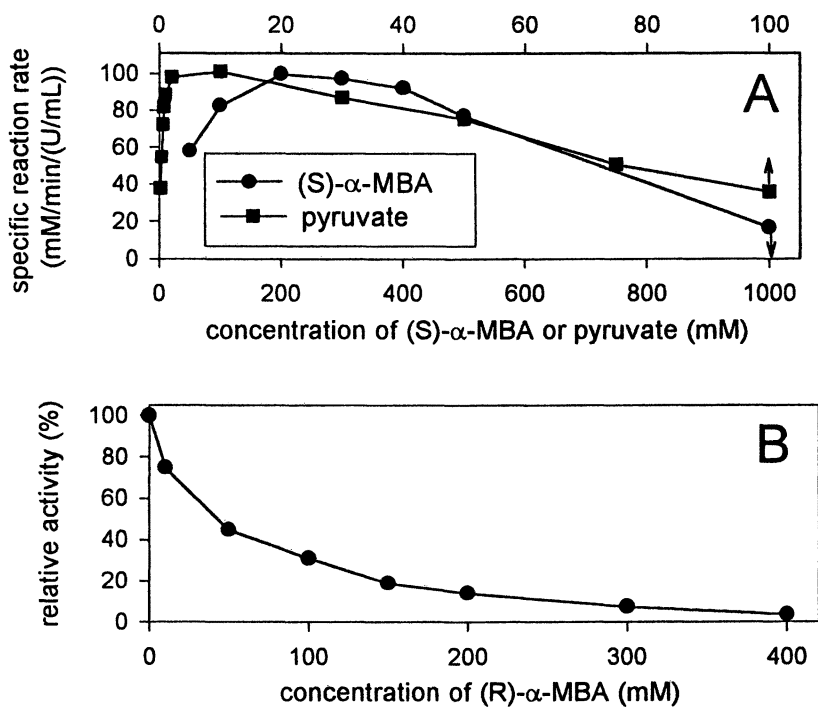 0 20 40 60 80 100
specific reaction rate
(mM/min/(U/mL))
100
80
60
40
20
0
A
(S)-α-MBA
pyruvate
0 200 400 600 800 1000
concentration of (S)-α-MBA or pyruvate (mM)
relative activity (%)
100
80
60
40
20
0
B
0 100 200 300 400
concentration of (R)-α-MBA (mM)